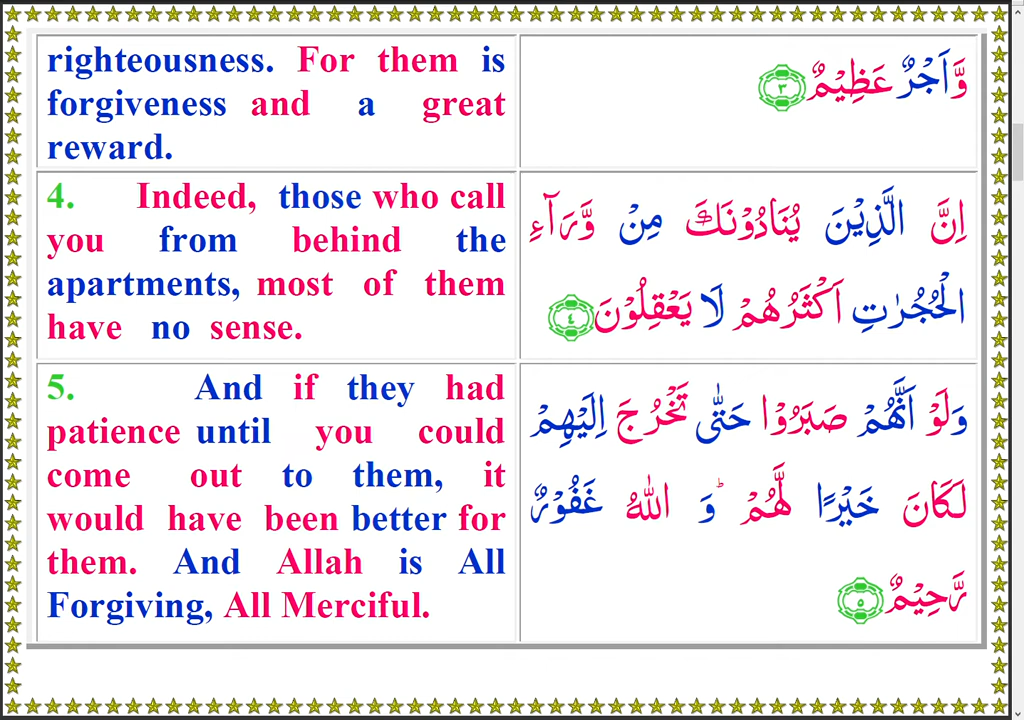 righteousness. For them is
forgiveness and a great
reward.
وَّاَجْرٌ عَظِيْمٌ ٣
4. Indeed, those who call
you from behind the
apartments, most of them
have no sense.
اِنَّ الَّذِيْنَ يُنَادُوْنَكَ مِنْ وَّرَآءِ
الْحُجُرٰتِ اَكْثَرُهُمْ لَا يَعْقِلُوْنَ ٤
5. And if they had
patience until you could
come out to them, it
would have been better for
them. And Allah is All
Forgiving, All Merciful.
وَلَوْ اَنَّهُمْ صَبَرُوْا حَتّٰى تَخْرُجَ اِلَيْهِمْ
لَكَانَ خَيْرًا لَّهُمْ ؕ وَ اللّٰهُ غَفُوْرٌ
رَّحِيْمٌ ٥